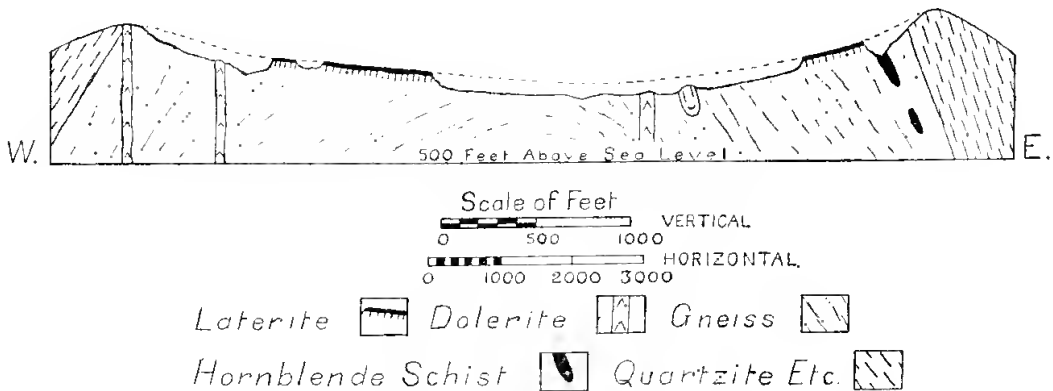 W. 500 Feet Above Sea Level E.
Scale of Feet
VERTICAL
0 500 1000
HORIZONTAL.
0 1000 2000 3000
Laterite Dolerite Gneiss
Hornblende Schist Quartzite Etc.